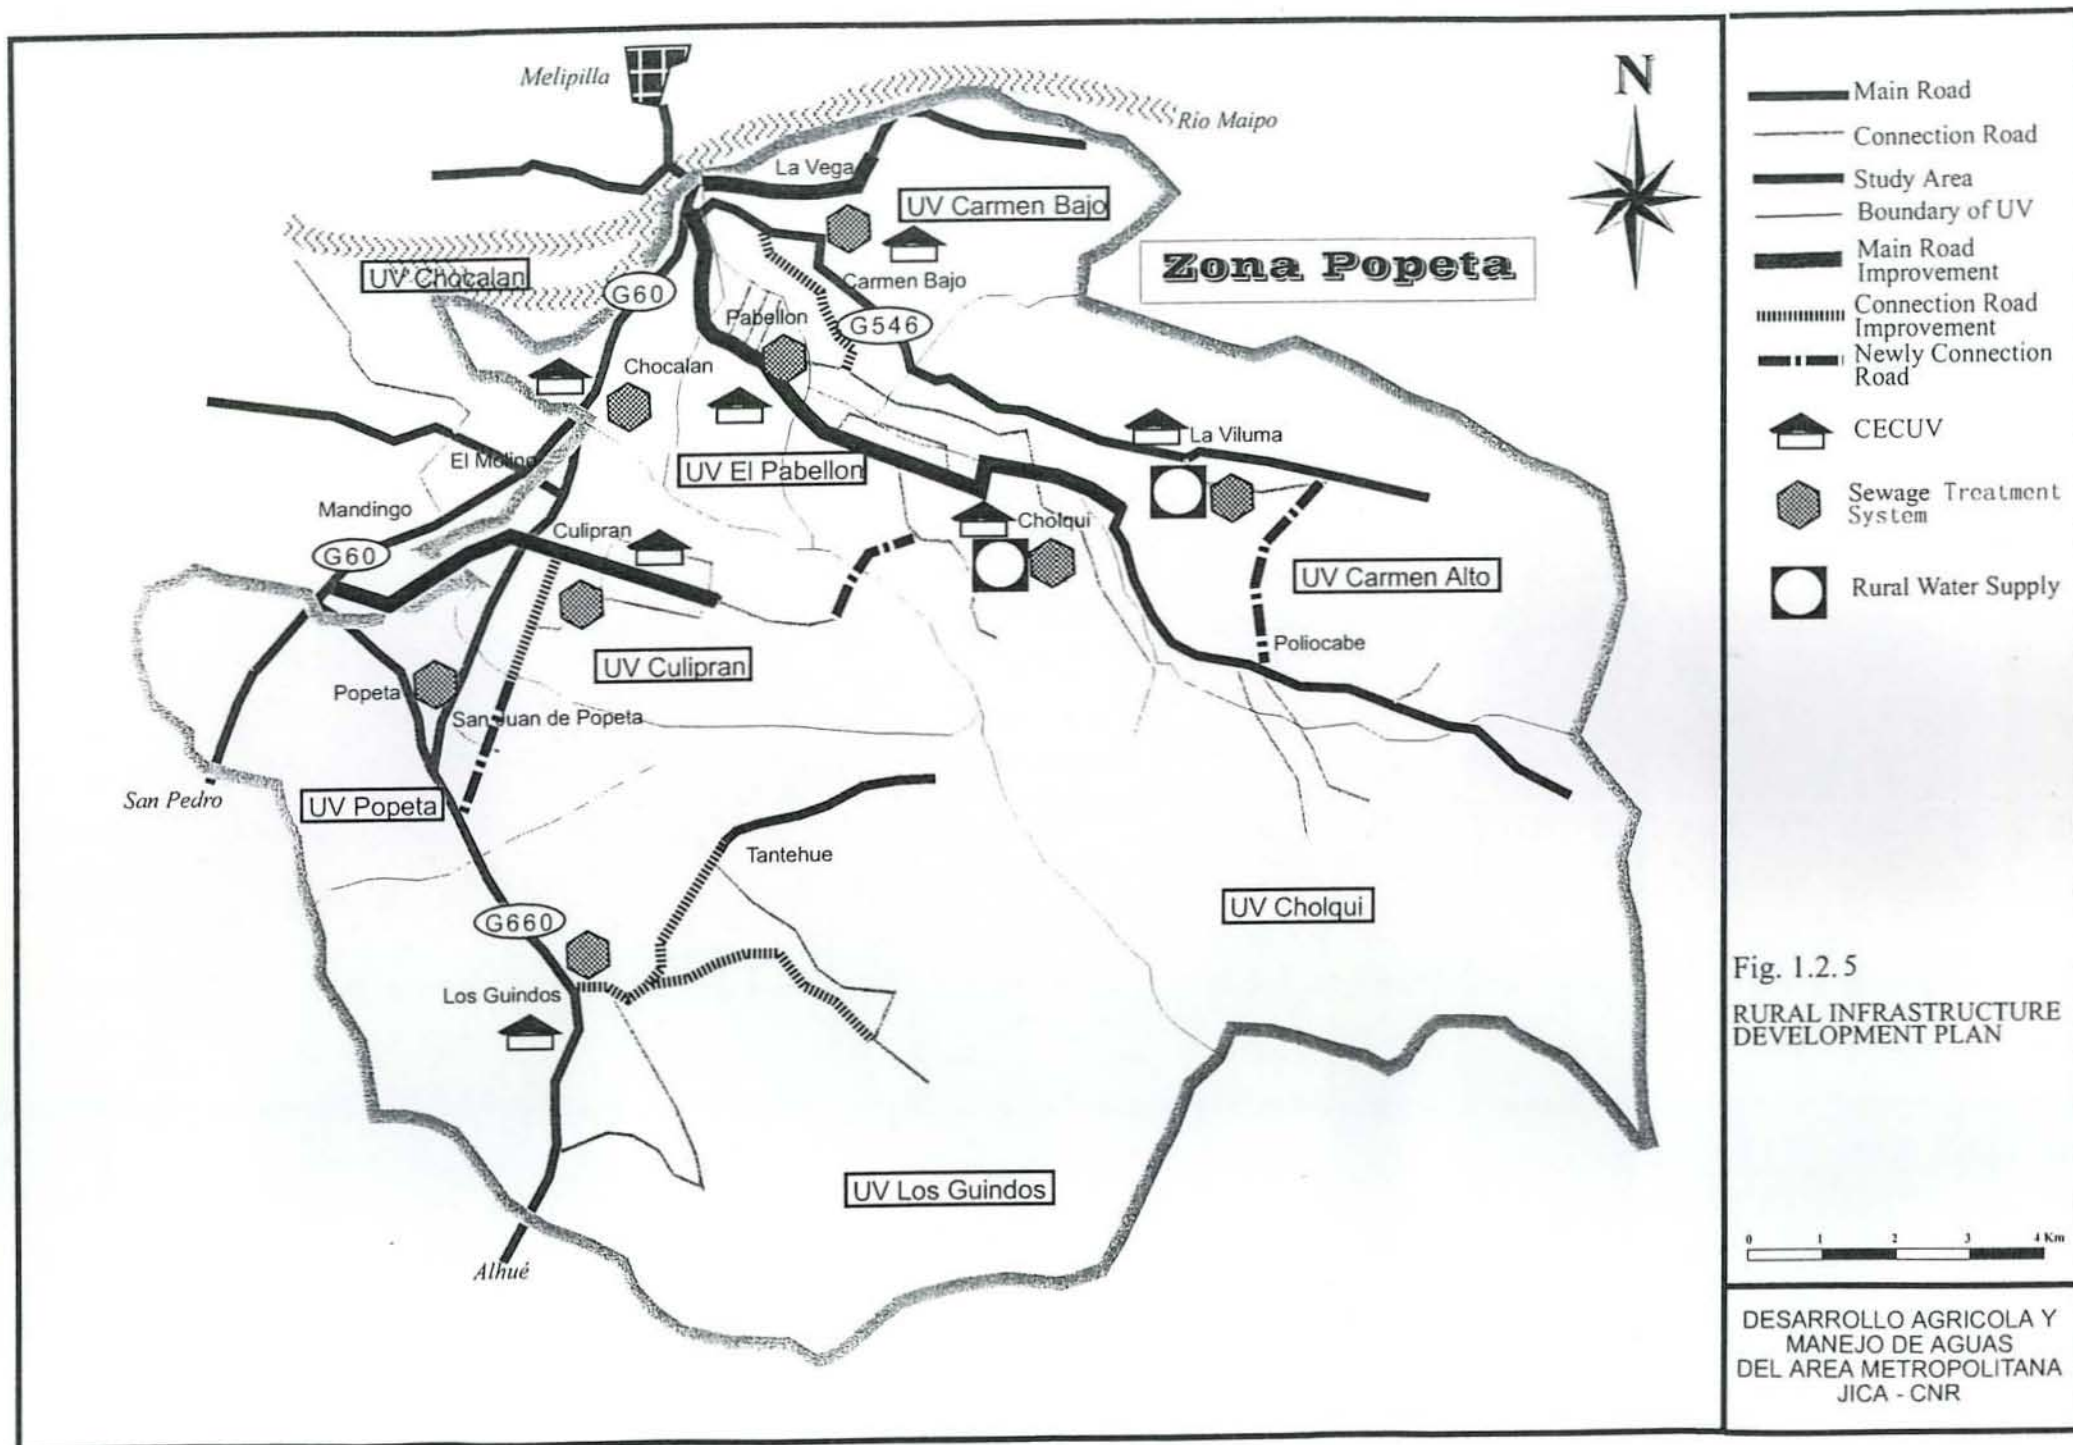 Melipilla
Río Maipo
La Vega
UV Carmen Bajo
N
Zona Popeta
UV Chocalan
G60
Carmen Bajo
Pabellon
G546
Chocalan
La Viluma
El Molino
UV El Pabellon
Mandingo
Culipran
Cholqui
G60
UV Carmen Alto
Poliocabe
UV Culipran
Popeta
San Juan de Popeta
San Pedro
UV Popeta
Tantehue
UV Cholqui
G660
Los Guindos
UV Los Guindos
Alhué
Main Road
Connection Road
Study Area
Boundary of UV
Main Road
Improvement
Connection Road
Improvement
Newly Connection
Road
CECUV
Sewage Treatment
System
Rural Water Supply
Fig. 1.2.5
RURAL INFRASTRUCTURE
DEVELOPMENT PLAN
0 1 2 3 4 Km
DESARROLLO AGRICOLA Y
MANEJO DE AGUAS
DEL AREA METROPOLITANA
JICA - CNR